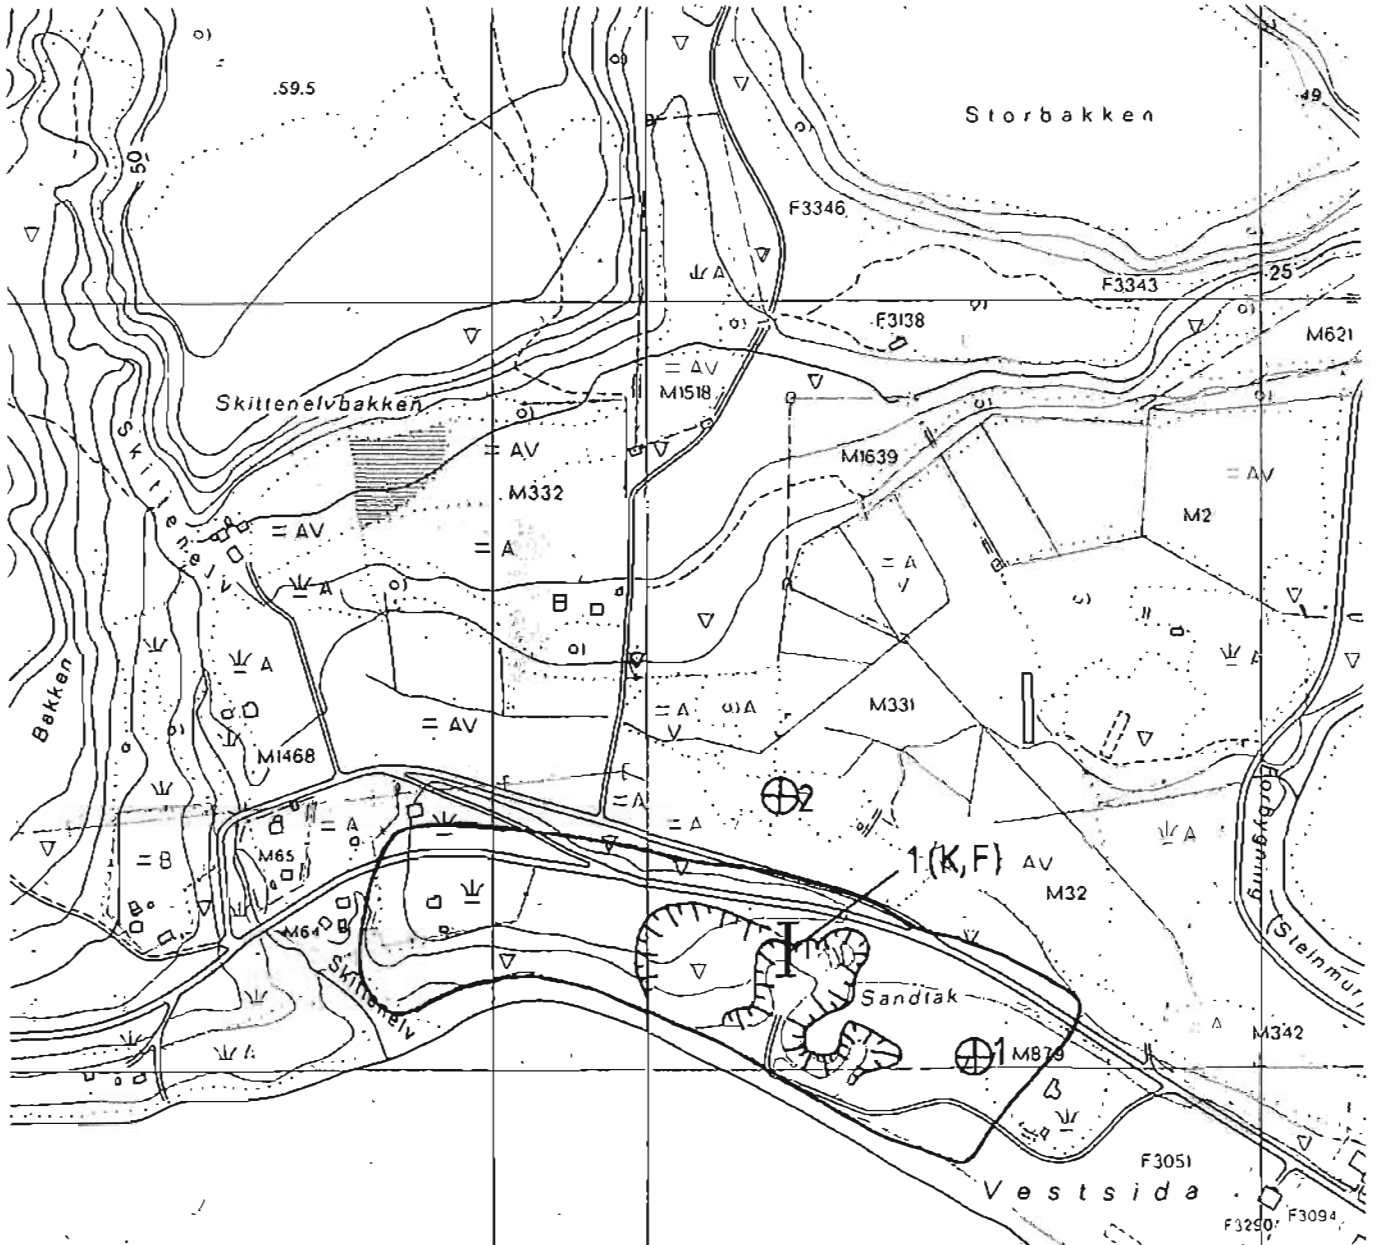 .59.5
Storbakken
49
50
F3346
A
F3343
25
F3138
M621
AV
M1518
Skittenelvbakken
AV
M1639
M332
AV
M2
AV
A
A
A
Skittenelv
A
A
Bakken
A
A
M331
AV
M1468
Forbygning
2
A
A
A
A
M65
B
1(K,F)
AV
M32
M64
(Steinmur)
Skittenelv
Sandtak
M342
1
M879
A
F3051
Vestsida
F3290
F3094